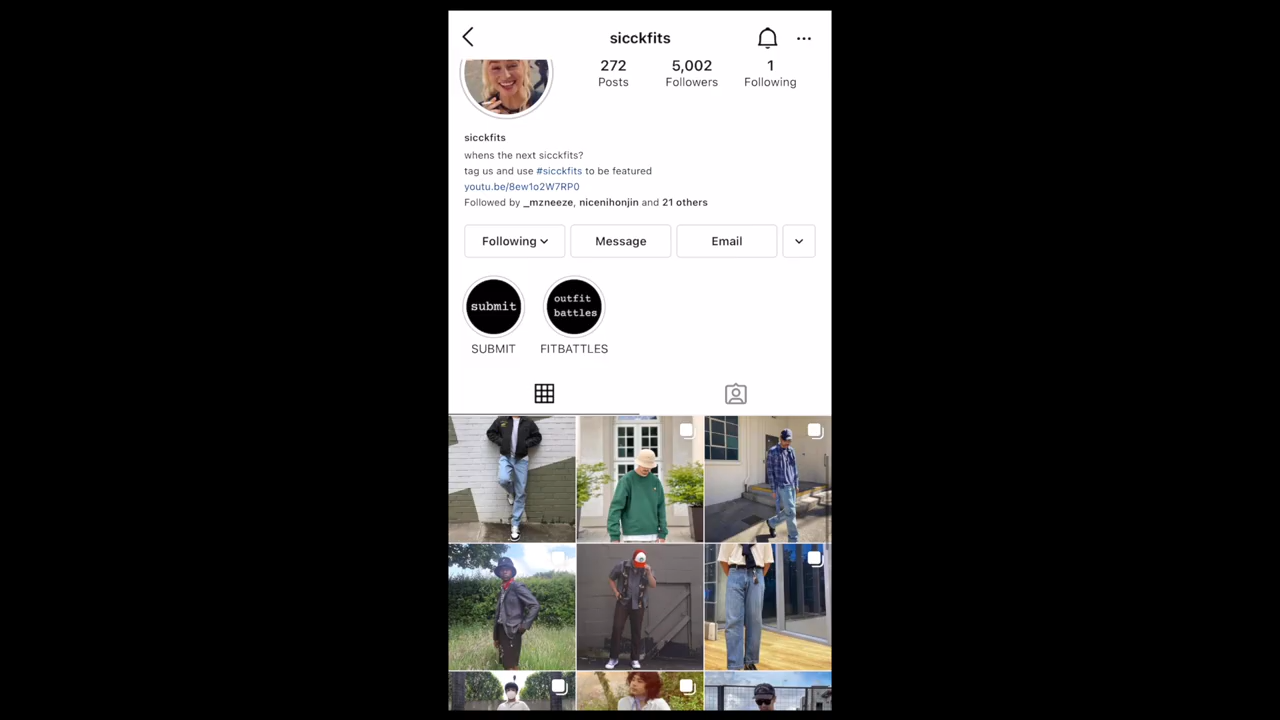 sicckfits
272 5,002 1
Posts Followers Following
sicckfits
whens the next sicckfits?
tag us and use #sicckfits to be featured
youtu.be/8ew1o2W7RP0
Followed by _mzneeze, nicenihonjin and 21 others
Following Message Email
submit outfit battles
SUBMIT FITBATTLES